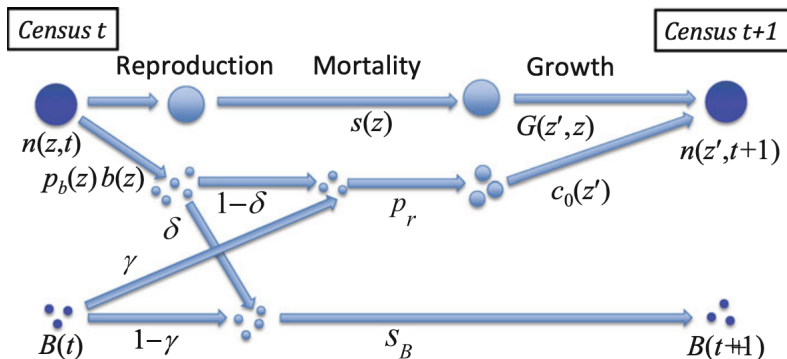 Census t
Census t+1
Reproduction
Mortality
Growth
s(z)
G(z′,z)
n(z,t)
n(z′,t+1)
p_b(z) b(z)
1−δ
p_r
c_0(z′)
δ
γ
1−γ
s_B
B(t)
B(t+1)